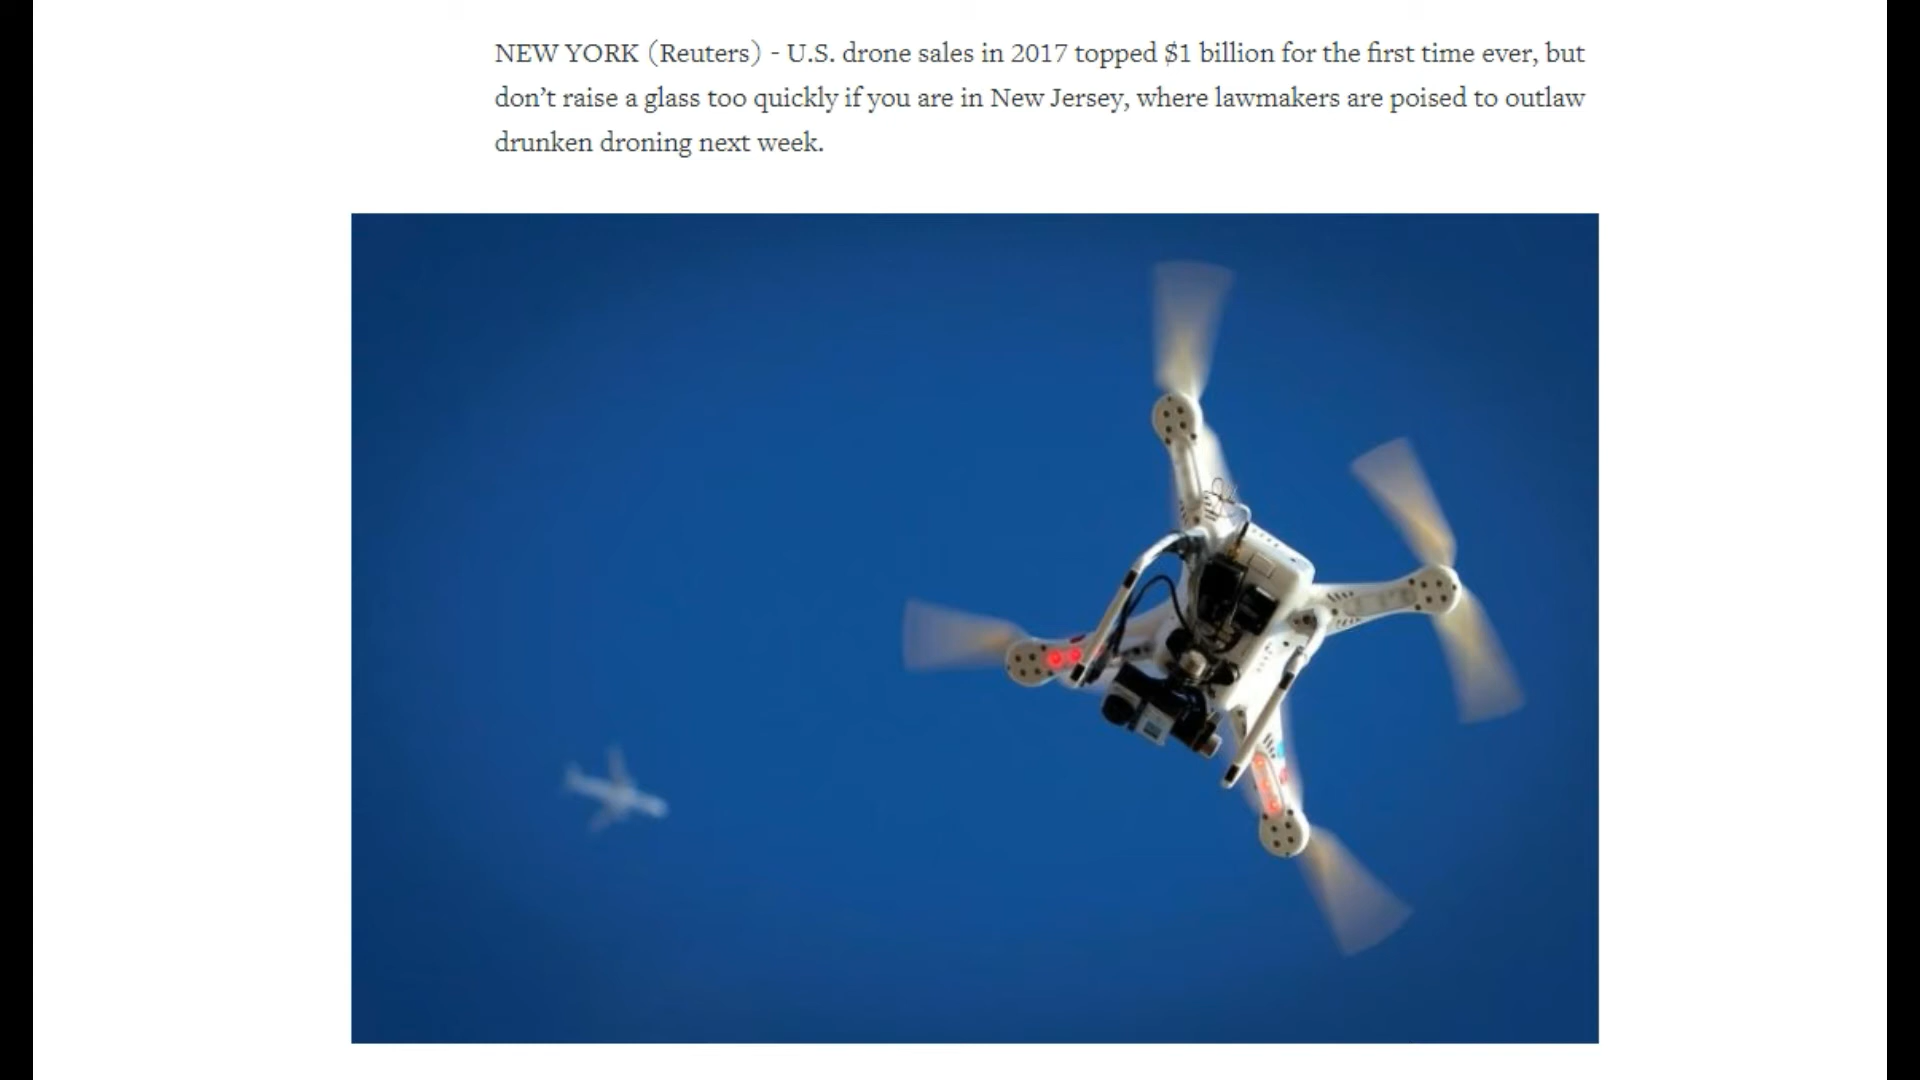 NEW YORK (Reuters) - U.S. drone sales in 2017 topped $1 billion for the first time ever, but
don’t raise a glass too quickly if you are in New Jersey, where lawmakers are poised to outlaw
drunken droning next week.